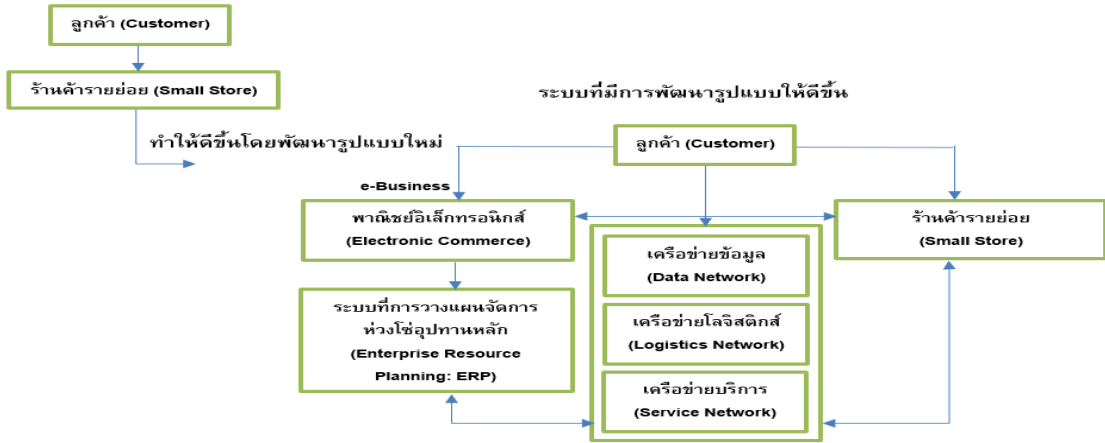 ลูกค้า (Customer)
ร้านค้ารายย่อย (Small Store)
ทำให้ดีขึ้นโดยพัฒนารูปแบบใหม่
ระบบที่มีการพัฒนารูปแบบให้ดีขึ้น
ลูกค้า (Customer)
e-Business
พาณิชย์อิเล็กทรอนิกส์
(Electronic Commerce)
ระบบที่การวางแผนจัดการ
ห่วงโซ่อุปทานหลัก
(Enterprise Resource
Planning: ERP)
เครือข่ายข้อมูล
(Data Network)
เครือข่ายโลจิสติกส์
(Logistics Network)
เครือข่ายบริการ
(Service Network)
ร้านค้ารายย่อย
(Small Store)